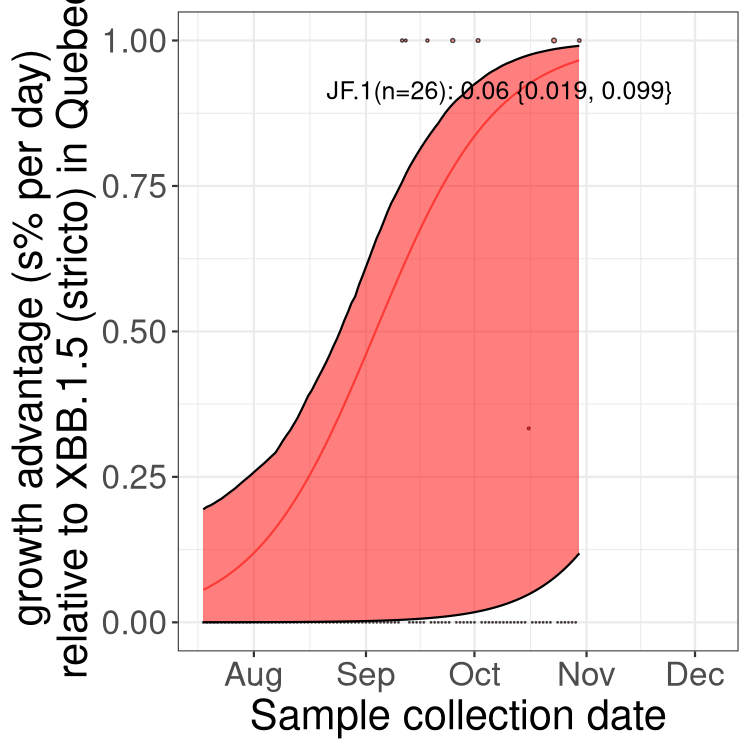 growth advantage (s% per day)
relative to XBB.1.5 (stricto) in Quebec
1.00
0.75
0.50
0.25
0.00
JF.1(n=26): 0.06 {0.019, 0.099}
Aug Sep Oct Nov Dec
Sample collection date